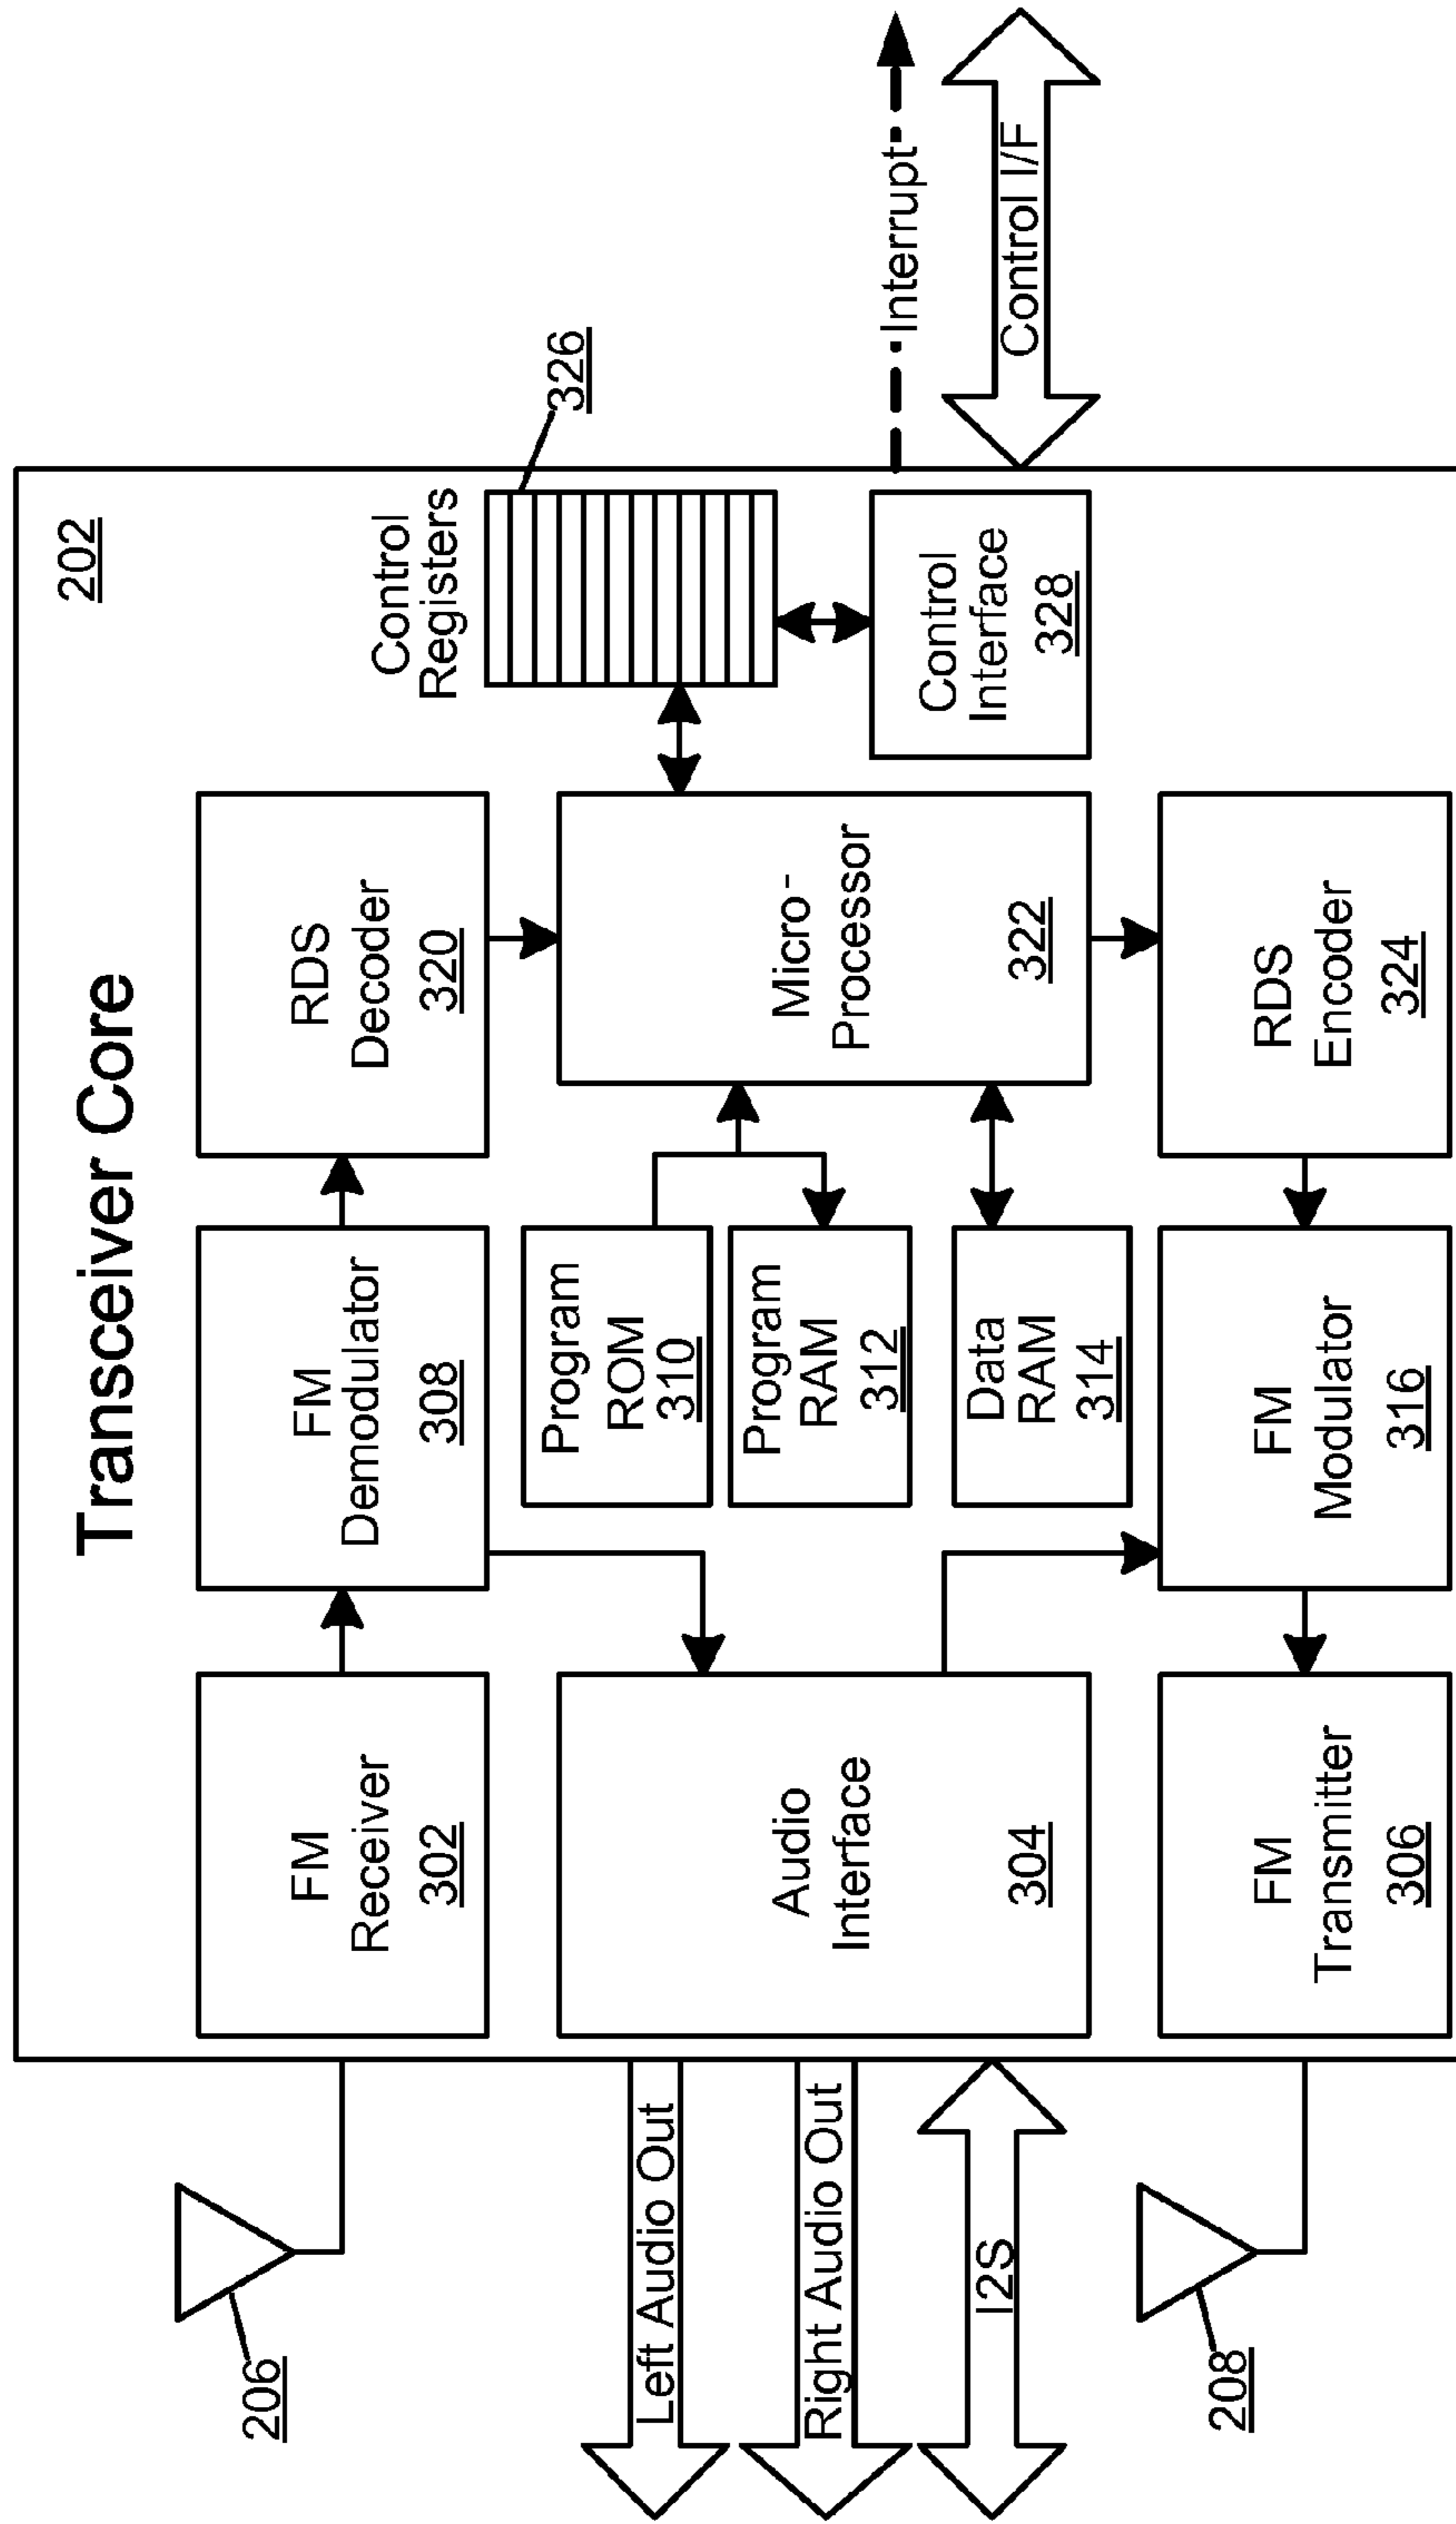 Transceiver Core
202
206
FM
Receiver
302
FM
Demodulator
308
RDS
Decoder
320
Control
Registers
326
Left Audio Out
Right Audio Out
I2S
Audio
Interface
304
Program
ROM
310
Program
RAM
312
Data
RAM
314
Micro-
Processor
322
Control
Interface
328
Interrupt
Control I/F
208
FM
Transmitter
306
FM
Modulator
316
RDS
Encoder
324